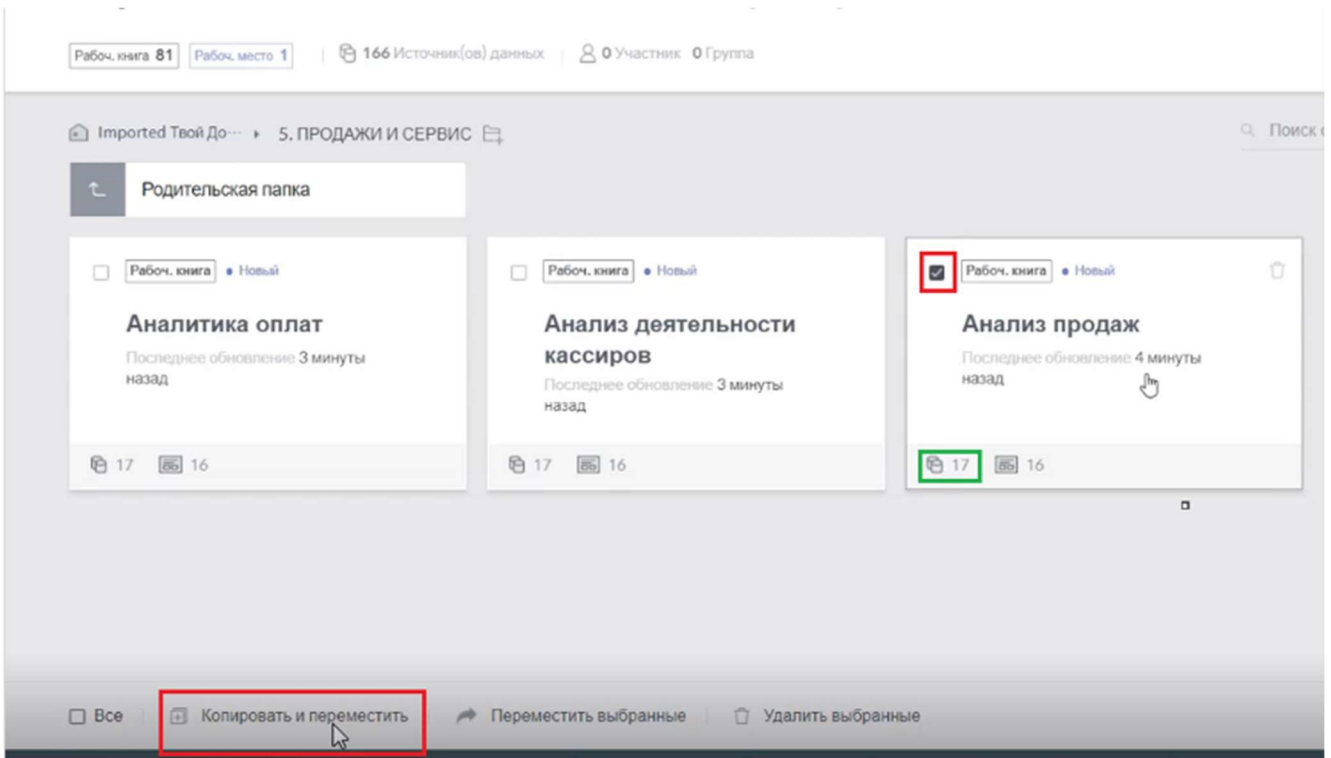 Рабоч. книга 81 Рабоч. место 1 166 Источник(ов) данных 0 Участник 0 Группа
Imported Твой До··· 5. ПРОДАЖИ И СЕРВИС Поиск
Родительская папка
Рабоч. книга • Новый
Аналитика оплат
Последнее обновление 3 минуты
назад
17 16
Рабоч. книга • Новый
Анализ деятельности
кассиров
Последнее обновление 3 минуты
назад
17 16
Рабоч. книга • Новый
Анализ продаж
Последнее обновление 4 минуты
назад
17 16
Все Копировать и переместить Переместить выбранные Удалить выбранные